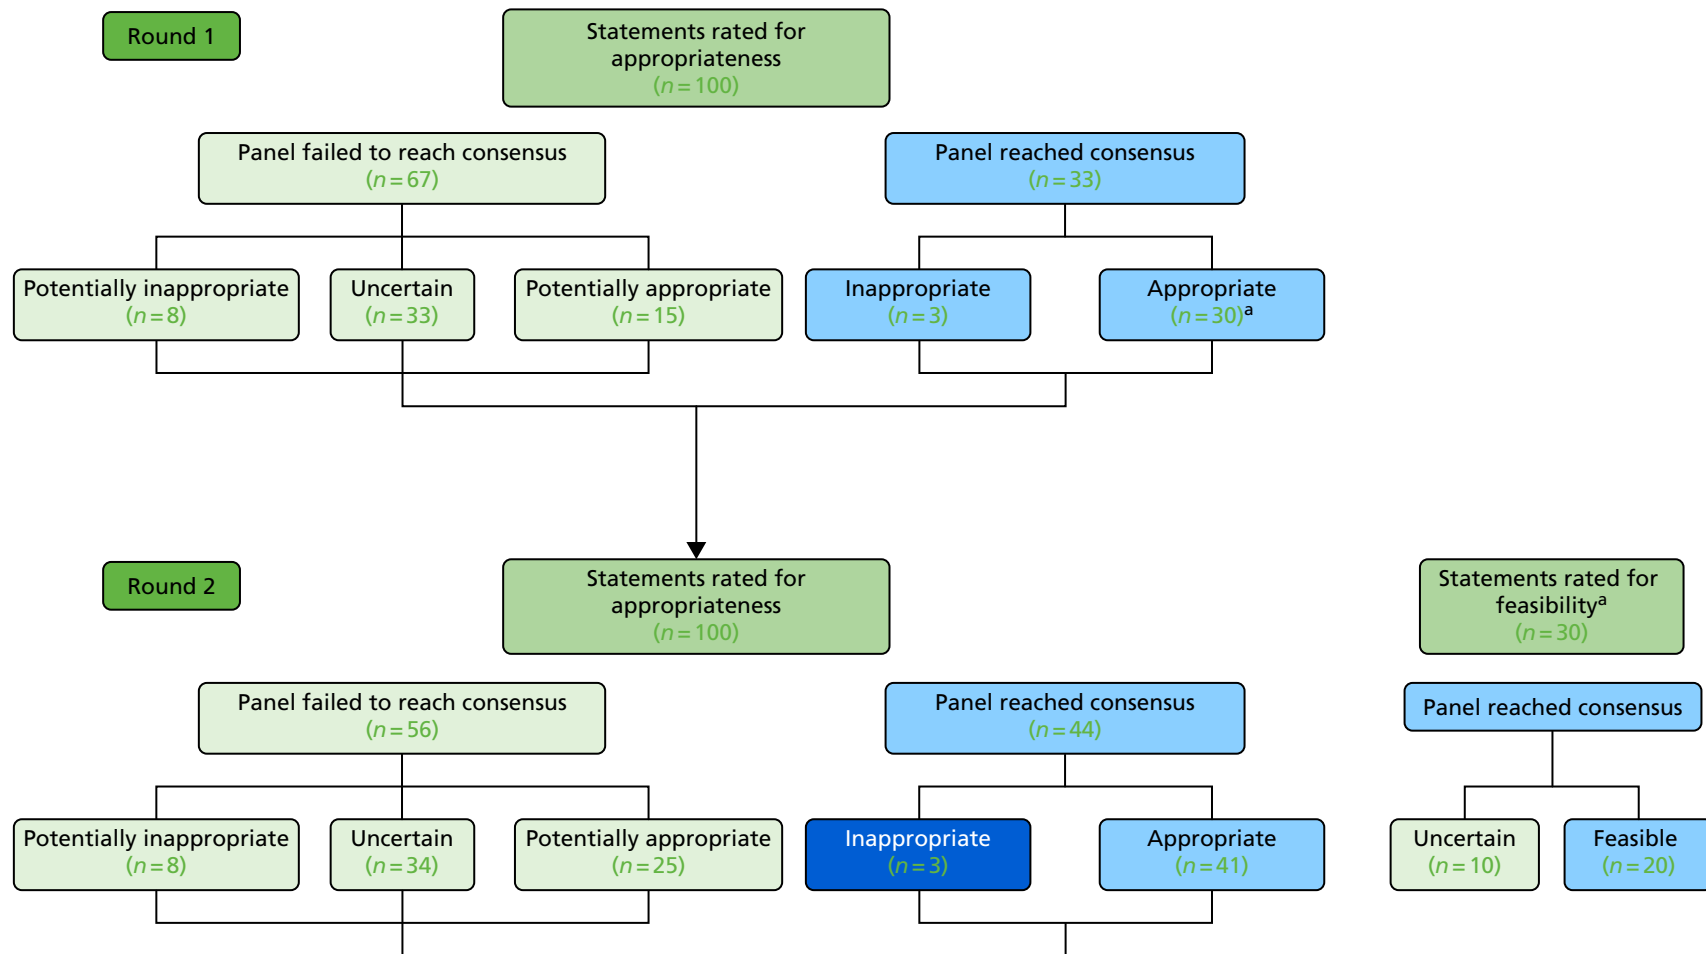 Round 1
Statements rated for
appropriateness
(n=100)
Panel failed to reach consensus
(n=67)
Panel reached consensus
(n=33)
Potentially inappropriate
(n=8)
Uncertain
(n=33)
Potentially appropriate
(n=15)
Inappropriate
(n=3)
Appropriate
(n=30)a
Round 2
Statements rated for
appropriateness
(n=100)
Statements rated for
feasibilitya
(n=30)
Panel failed to reach consensus
(n=56)
Panel reached consensus
(n=44)
Panel reached consensus
Potentially inappropriate
(n=8)
Uncertain
(n=34)
Potentially appropriate
(n=25)
Inappropriate
(n=3)
Appropriate
(n=41)
Uncertain
(n=10)
Feasible
(n=20)